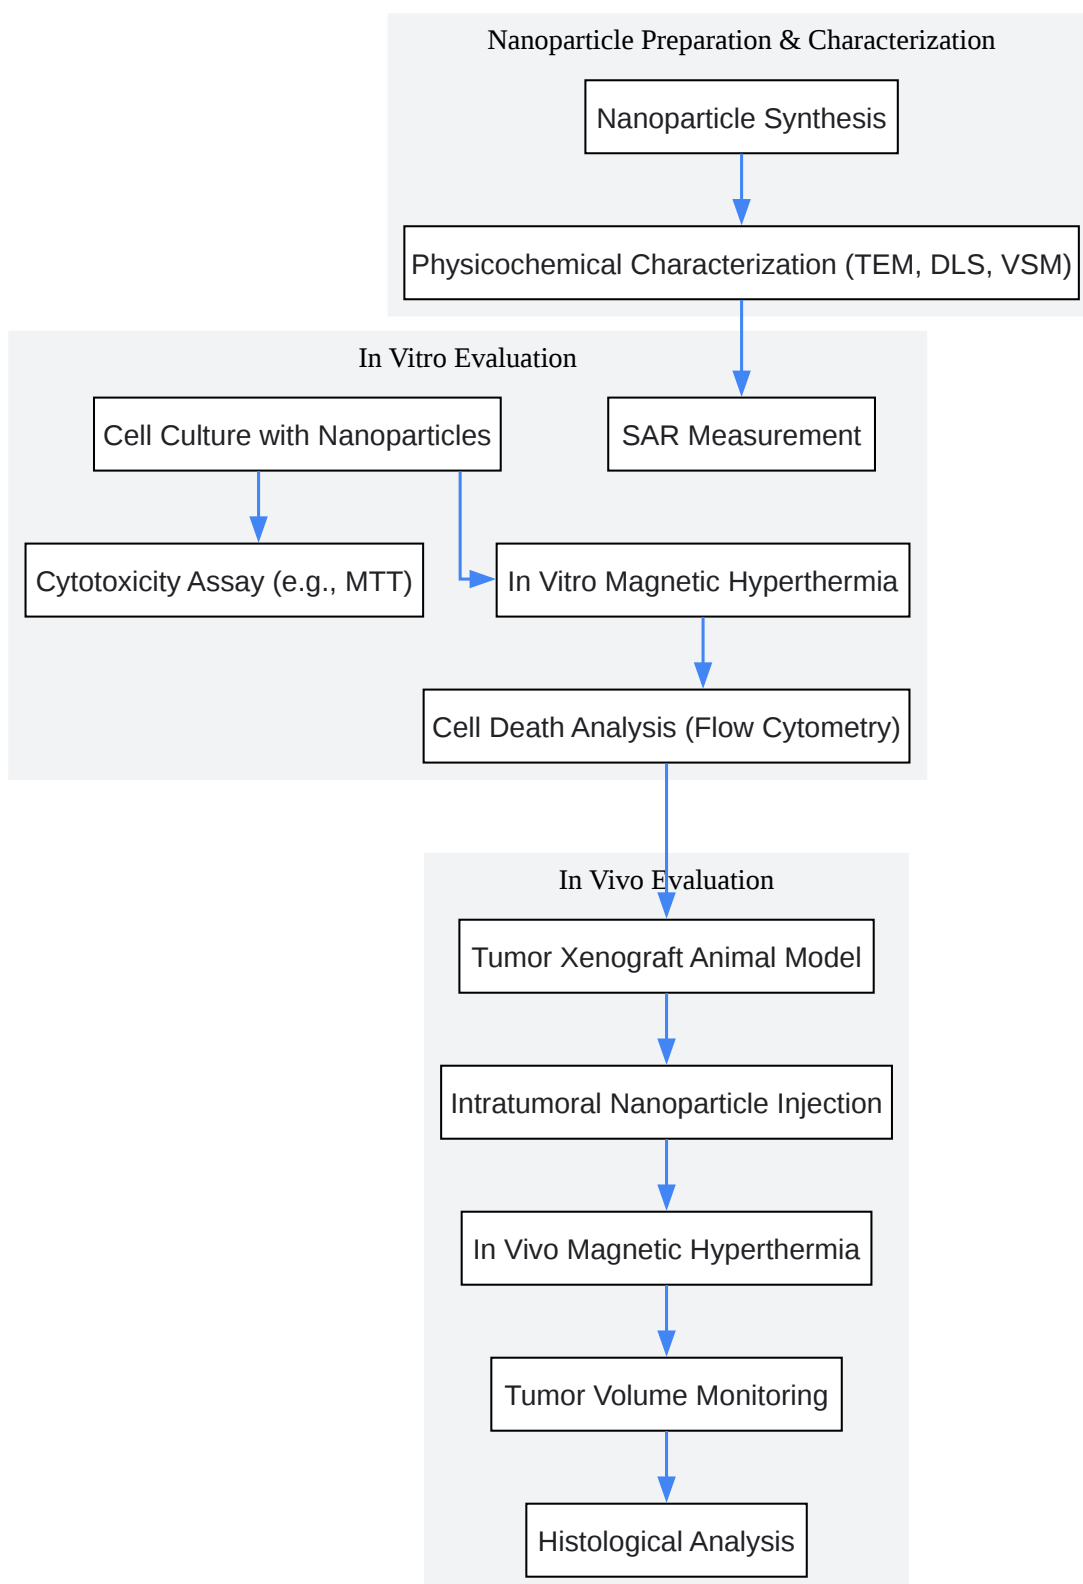 Nanoparticle Preparation & Characterization
Nanoparticle Synthesis
Physicochemical Characterization (TEM, DLS, VSM)
In Vitro Evaluation
Cell Culture with Nanoparticles
SAR Measurement
Cytotoxicity Assay (e.g., MTT)
In Vitro Magnetic Hyperthermia
Cell Death Analysis (Flow Cytometry)
In Vivo Evaluation
Tumor Xenograft Animal Model
Intratumoral Nanoparticle Injection
In Vivo Magnetic Hyperthermia
Tumor Volume Monitoring
Histological Analysis